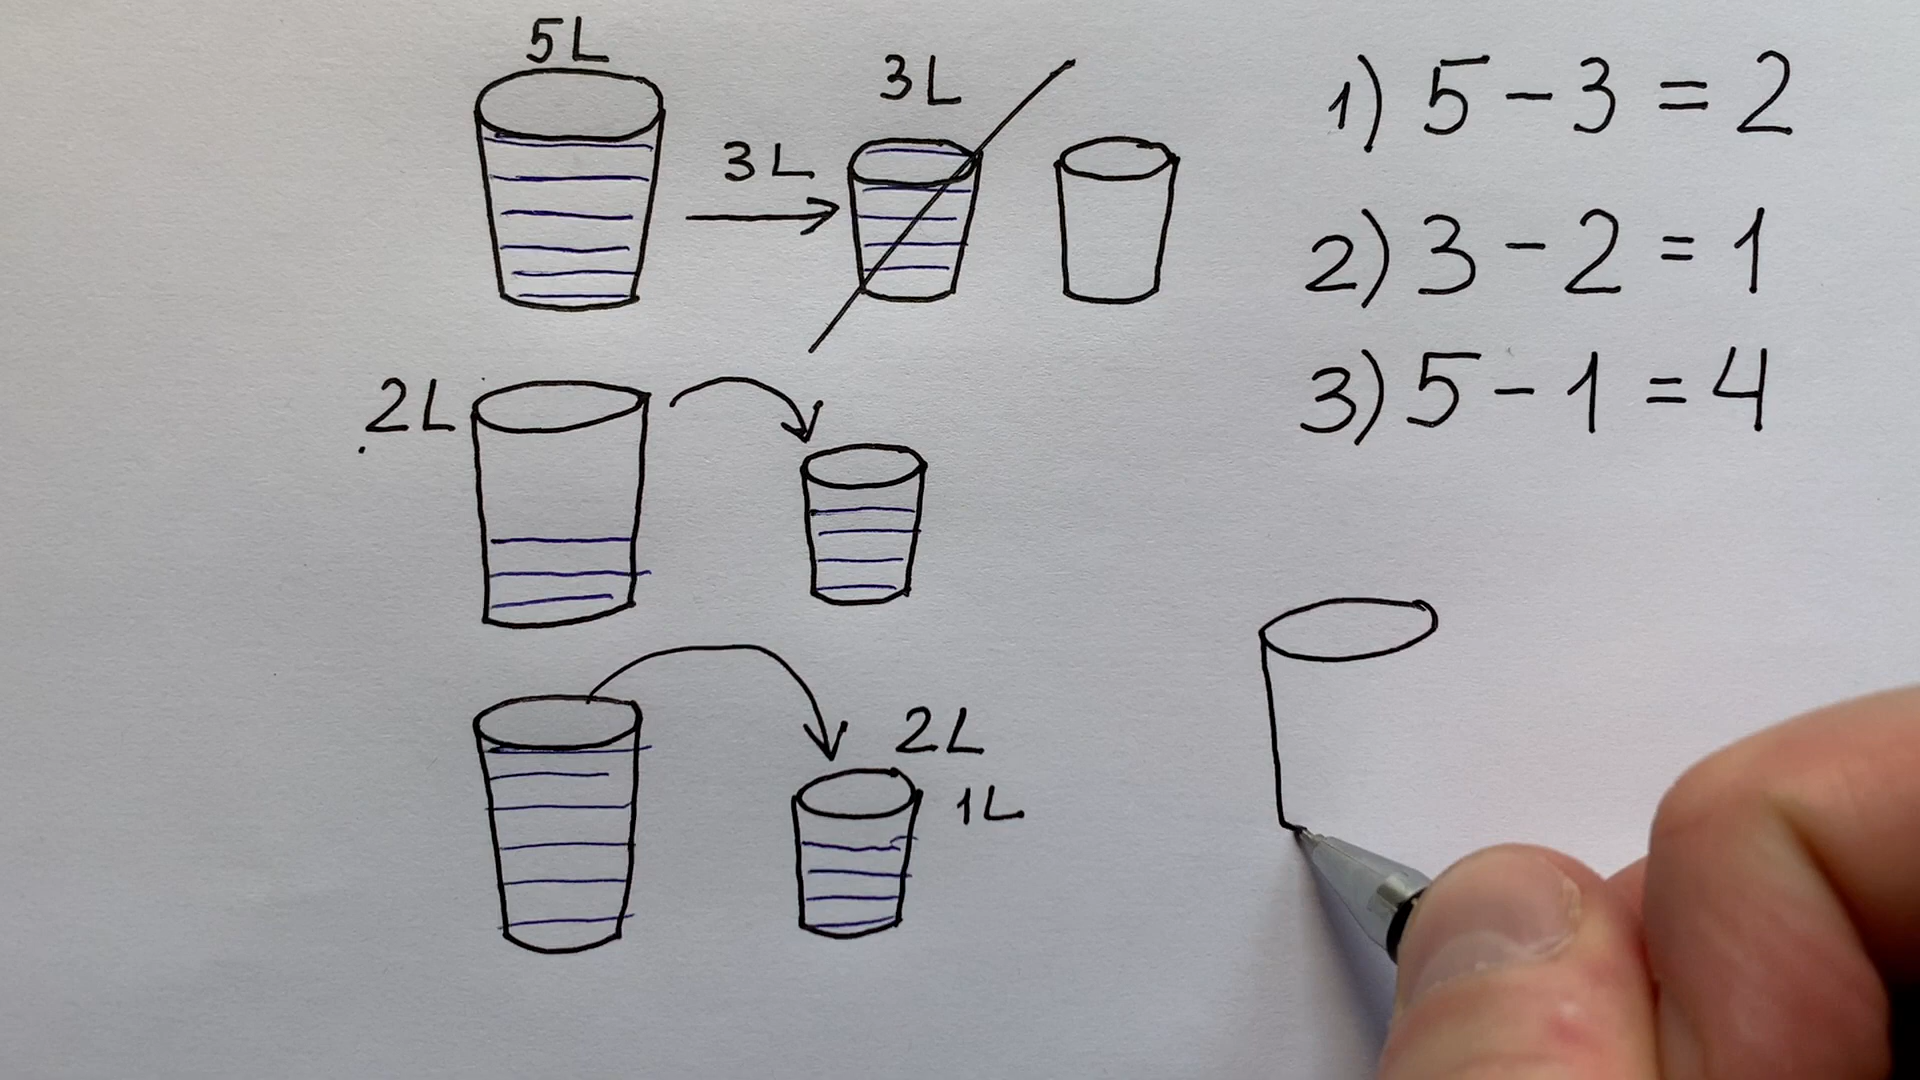 5L
3L
3L
2L
2L
1L
1) 5 - 3 = 2
2) 3 - 2 = 1
3) 5 - 1 = 4